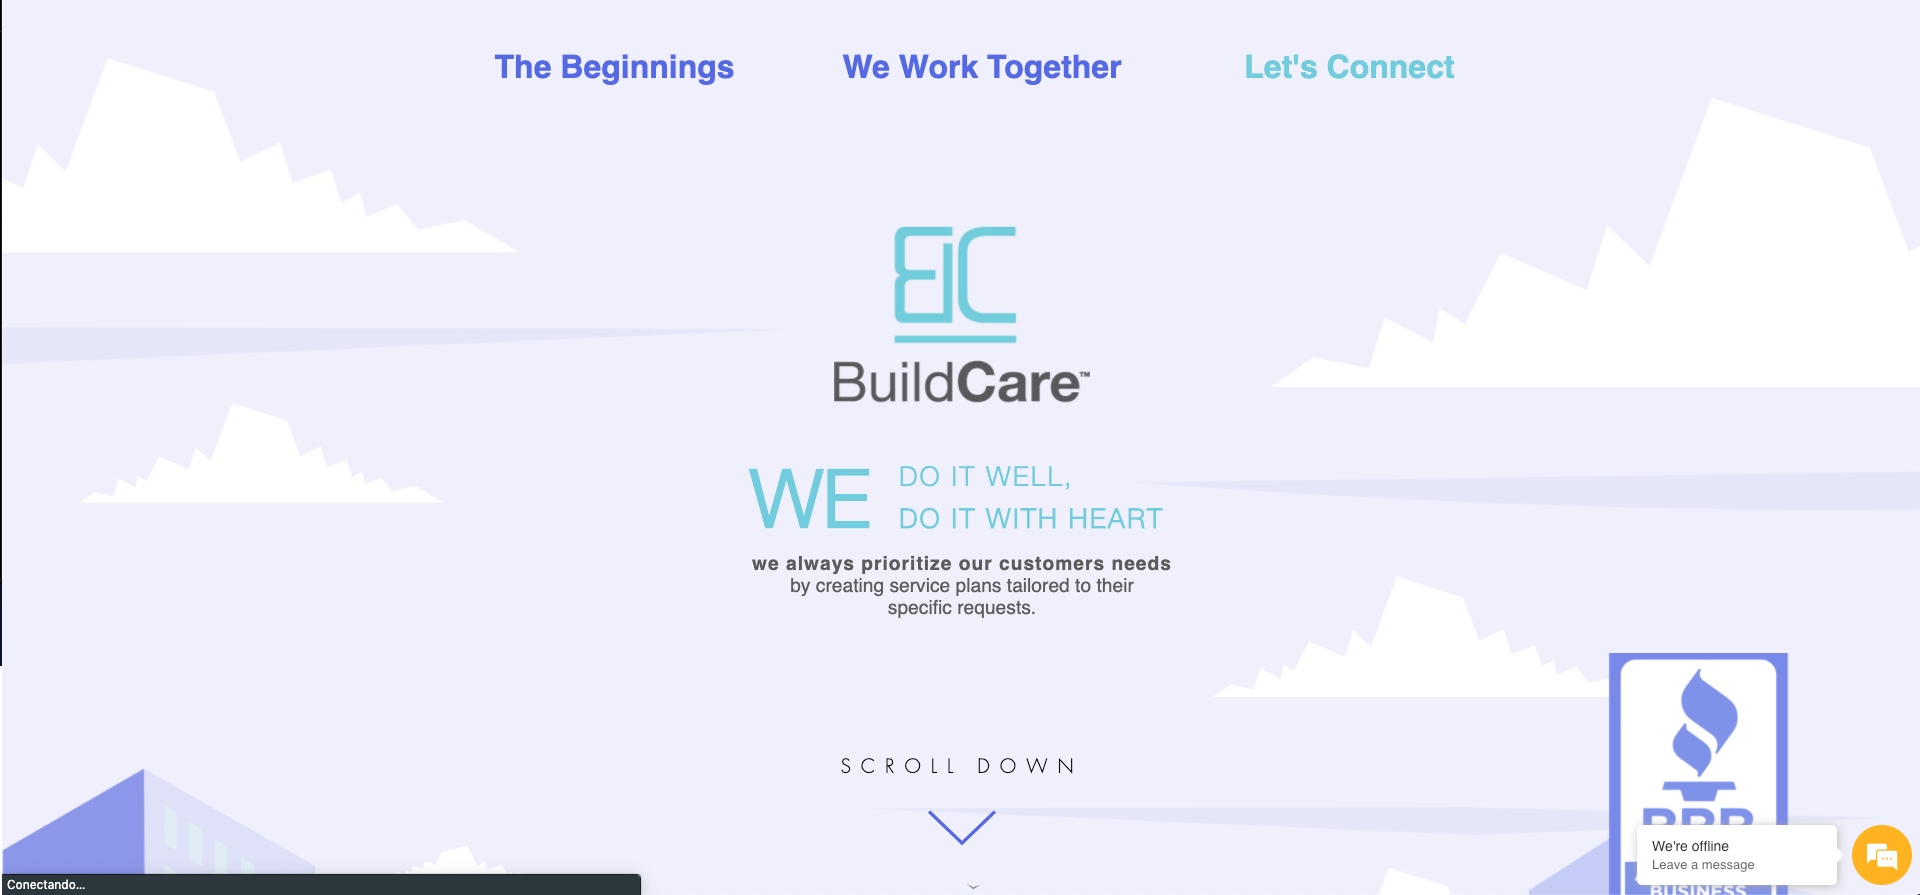 The Beginnings We Work Together Let's Connect
BC
BuildCare™
WE DO IT WELL,
DO IT WITH HEART
we always prioritize our customers needs
by creating service plans tailored to their
specific requests.
SCROLL DOWN
BBB
We're offline
Leave a message
BUSINESS
Conectando...